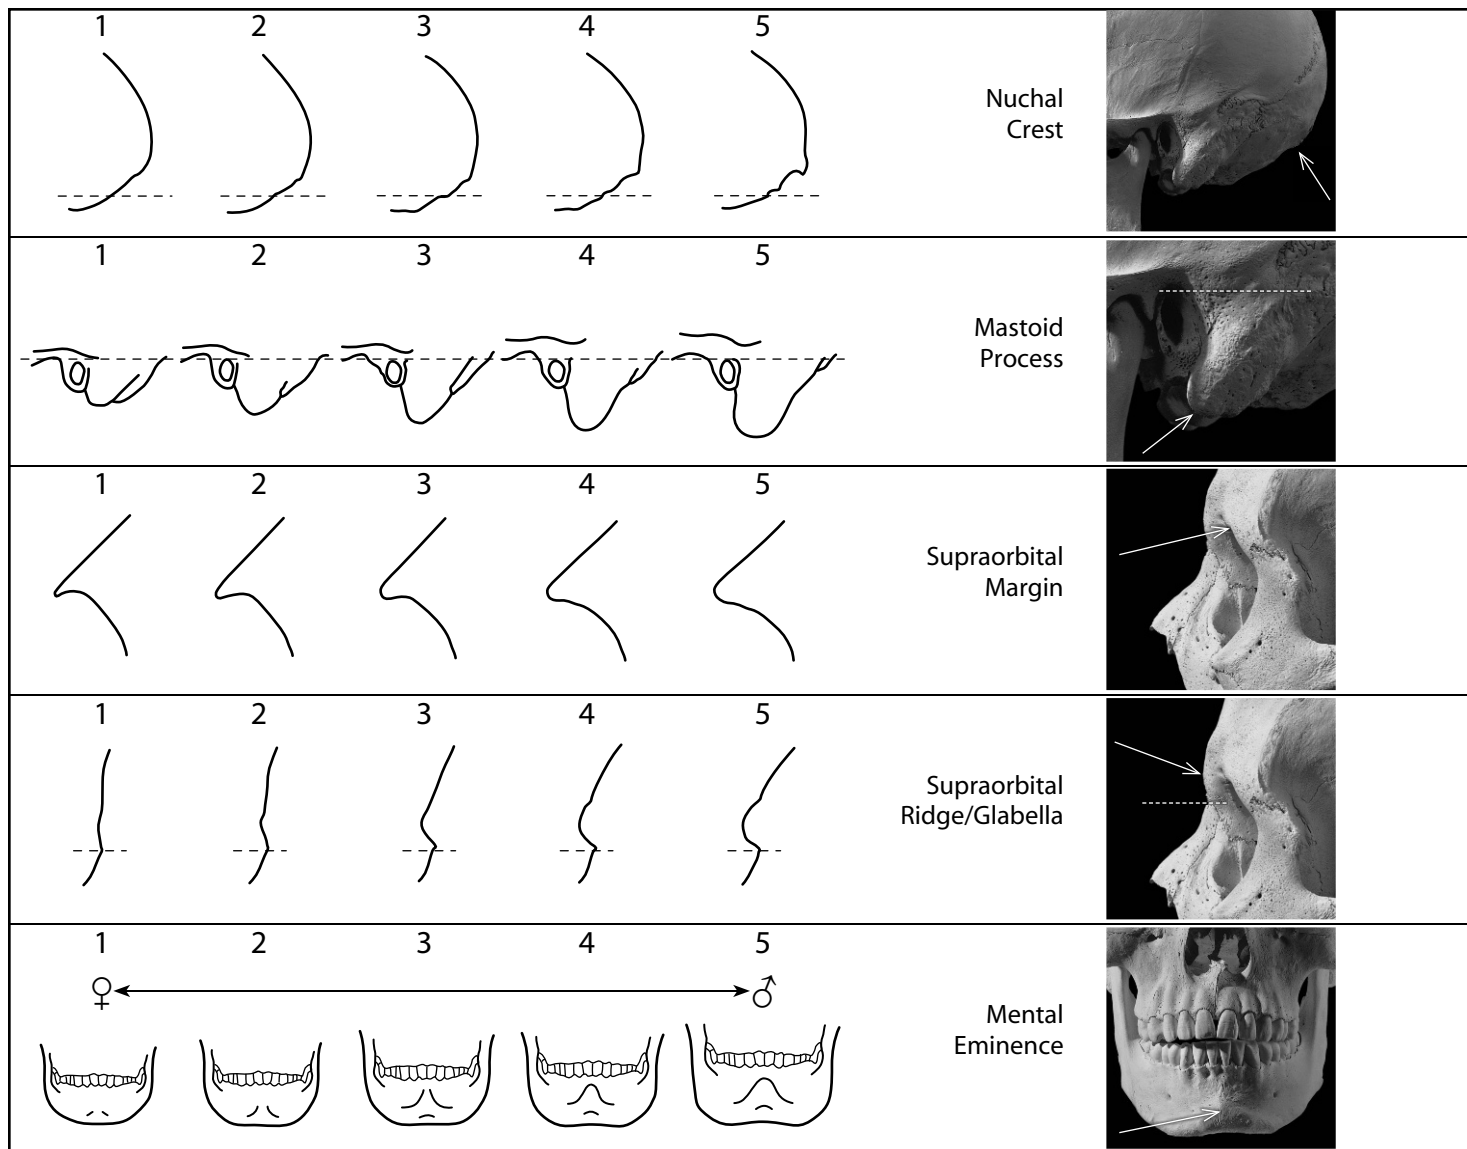 1 2 3 4 5
Nuchal
Crest
1 2 3 4 5
Mastoid
Process
1 2 3 4 5
Supraorbital
Margin
1 2 3 4 5
Supraorbital
Ridge/Glabella
1 2 3 4 5
♀ ♂
Mental
Eminence